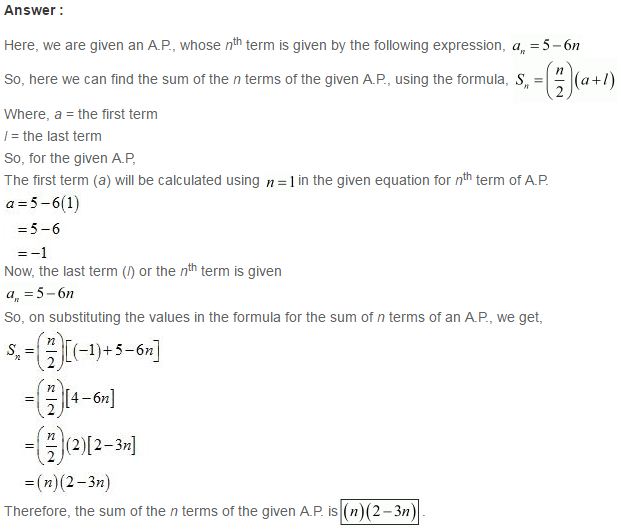 Answer :
Here, we are given an A.P., whose nth term is given by the following expression, aₙ = 5 − 6n
So, here we can find the sum of the n terms of the given A.P., using the formula, Sₙ = (n/2)(a + l)
Where, a = the first term
l = the last term
So, for the given A.P,
The first term (a) will be calculated using n = 1 in the given equation for nth term of A.P.
a = 5 − 6(1)
= 5 − 6
= −1
Now, the last term (l) or the nth term is given
aₙ = 5 − 6n
So, on substituting the values in the formula for the sum of n terms of an A.P., we get,
Sₙ = (n/2)[(−1) + 5 − 6n]
= (n/2)[4 − 6n]
= (n/2)(2)[2 − 3n]
= (n)(2 − 3n)
Therefore, the sum of the n terms of the given A.P. is (n)(2 − 3n).